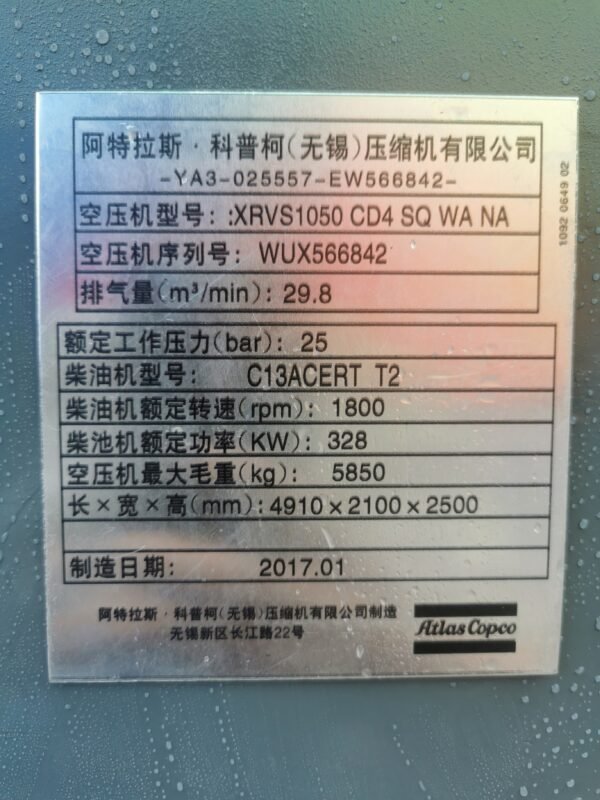 阿特拉斯·科普柯(无锡)压缩机有限公司
-YA3-025557-EW566842-
空压机型号: :XRVS1050 CD4 SQ WA NA
空压机序列号: WUX566842
排气量(m³/min): 29.8
1092 0649 02
额定工作压力(bar): 25
柴油机型号: C13ACERT T2
柴油机额定转速(rpm): 1800
柴池机额定功率(KW): 328
空压机最大毛重(kg): 5850
长×宽×高(mm): 4910×2100×2500
制造日期: 2017.01
阿特拉斯·科普柯(无锡)压缩机有限公司制造
无锡新区长江路22号
Atlas Copco